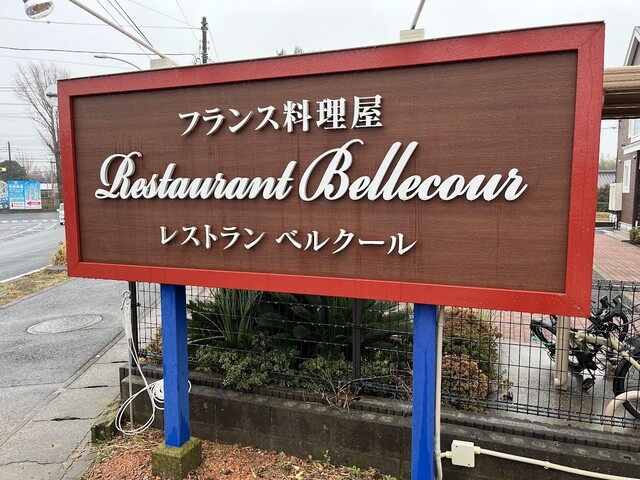 フランス料理屋
Restaurant Bellecour
レストラン ベルクール